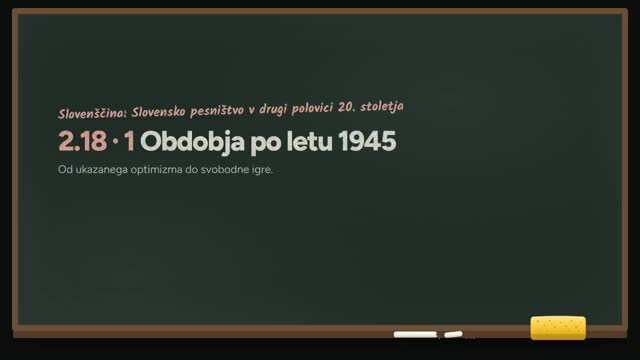 Slovenščina: Slovensko pesništvo v drugi polovici 20. stoletja
2.18 · 1 Obdobja po letu 1945
Od ukazanega optimizma do svobodne igre.